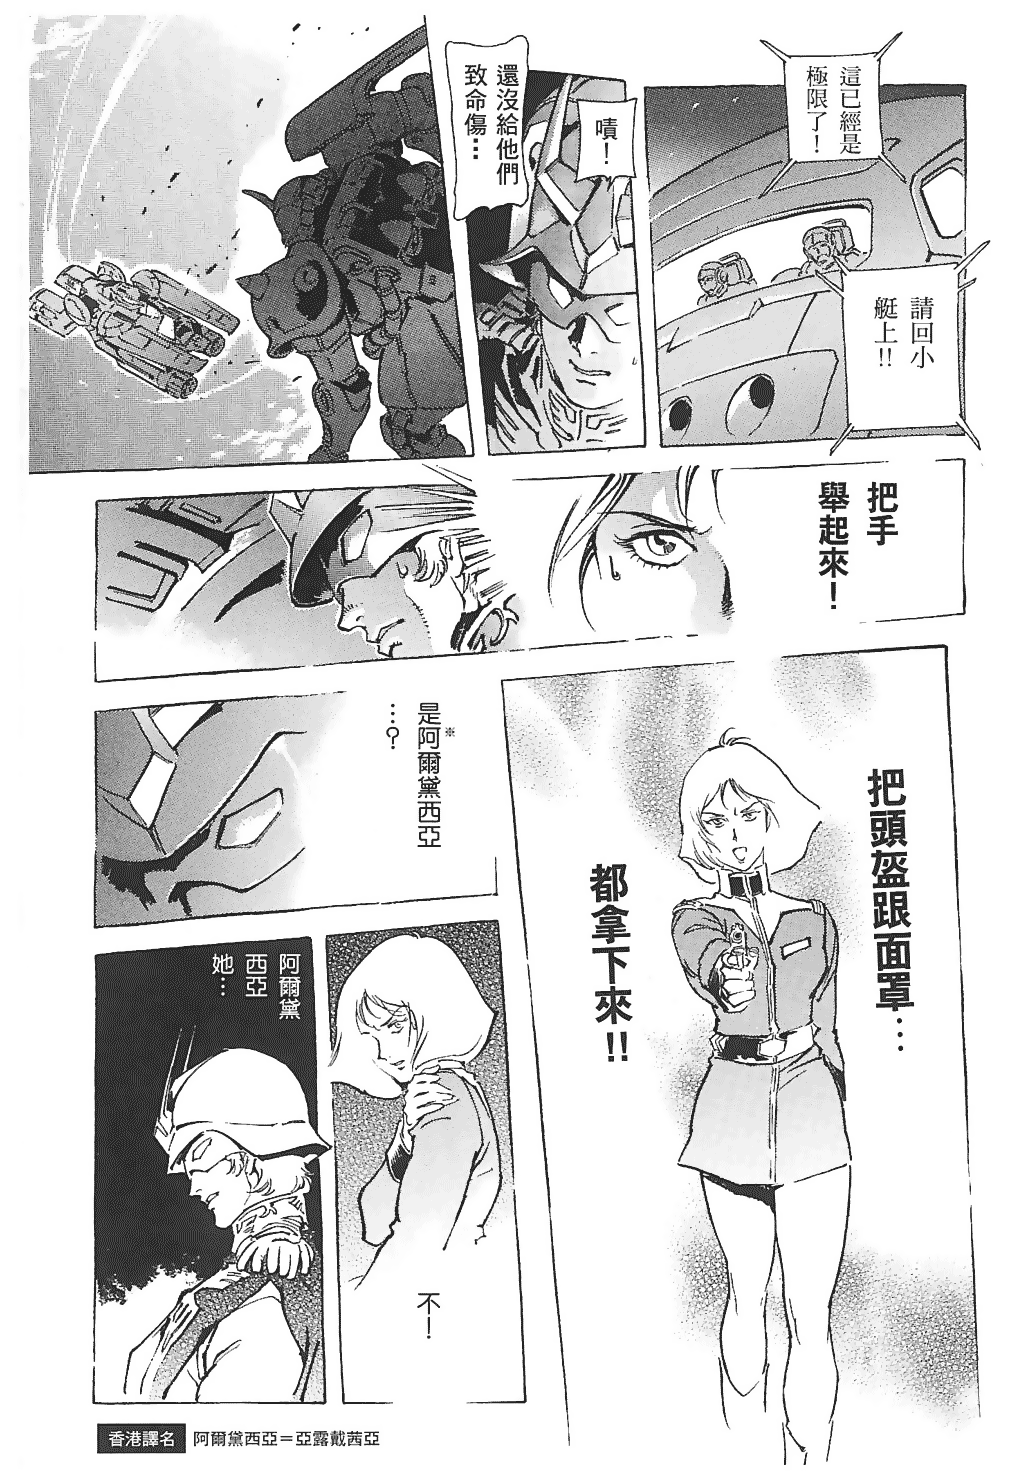 這已經是
極限了！
請回小
艇上!!
嘖！
還沒給他們
致命傷…
把手
舉起來！
把頭盔跟面罩…
都拿下來!!
是阿爾黛西亞※
…？
不！
阿爾黛
西亞
她…
香港譯名 阿爾黛西亞＝亞露戴茜亞